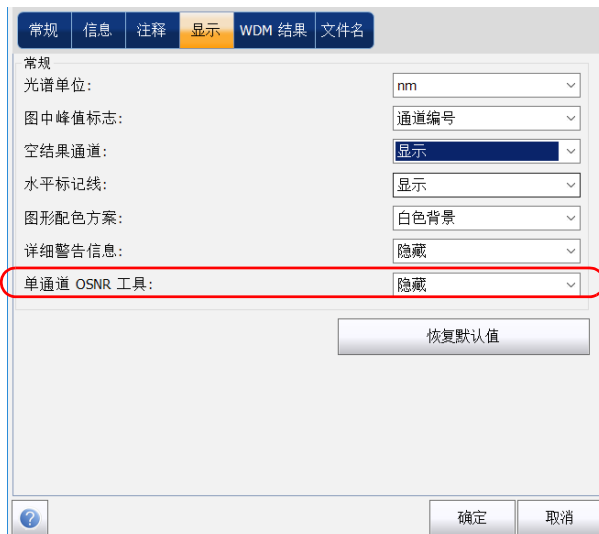 常规 信息 注释 显示 WDM 结果 文件名
常规
光谱单位: nm
图中峰值标志: 通道编号
空结果通道: 显示
水平标记线: 显示
图形配色方案: 白色背景
详细警告信息: 隐藏
单通道 OSNR 工具: 隐藏
恢复默认值
? 确定 取消